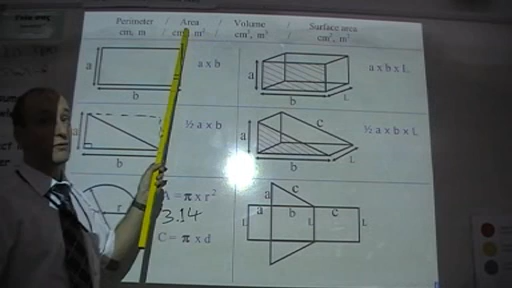 Perimeter / Area / Volume / Surface area
cm, m / cm², m² / cm³, m³ / cm², m²
a
b
a x b
a
b
L
a x b x L
a
b
½ a x b
a
b
c
L
½ a x b x L
r
A = π x r²
3.14
C = π x d
a
c
a
b
c
L
L
L